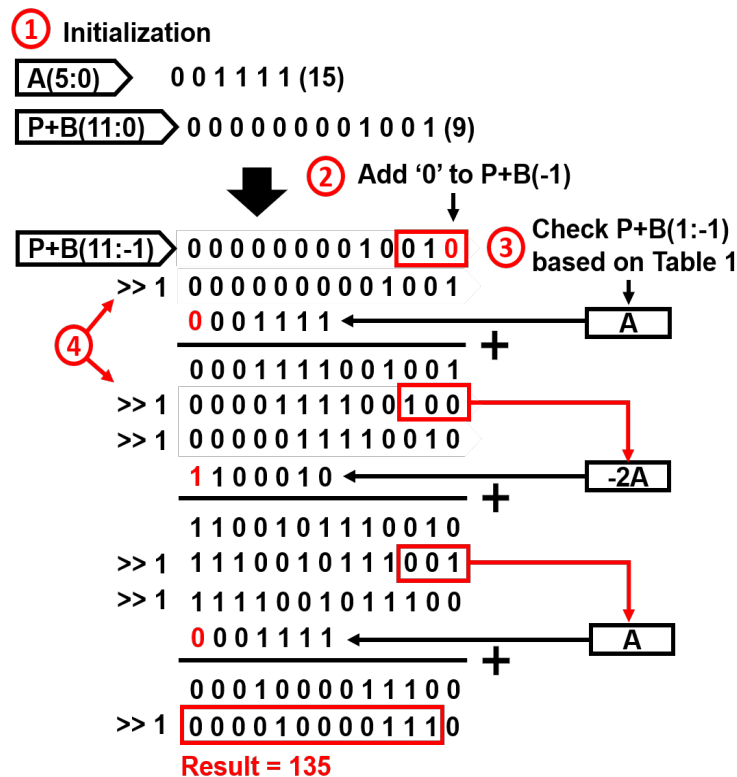 1 Initialization
A(5:0) 0 0 1 1 1 1 (15)
P+B(11:0) 0 0 0 0 0 0 0 0 1 0 0 1 (9)
2 Add ‘0’ to P+B(-1)
P+B(11:-1) 0 0 0 0 0 0 0 0 1 0 0 1 0
3 Check P+B(1:-1)
based on Table 1
>> 1 0 0 0 0 0 0 0 0 0 1 0 0 1
0 0 0 1 1 1 1 A
+
4
0 0 0 1 1 1 1 0 0 1 0 0 1
>> 1 0 0 0 0 1 1 1 1 0 0 1 0 0
>> 1 0 0 0 0 0 1 1 1 1 0 0 1 0
1 1 0 0 0 1 0 -2A
+
1 1 0 0 1 0 1 1 1 0 0 1 0
>> 1 1 1 1 0 0 1 0 1 1 1 0 0 1
>> 1 1 1 1 1 0 0 1 0 1 1 1 0 0
0 0 0 1 1 1 1 A
+
0 0 0 1 0 0 0 0 1 1 1 0 0
>> 1 0 0 0 0 1 0 0 0 0 1 1 1 0
Result = 135